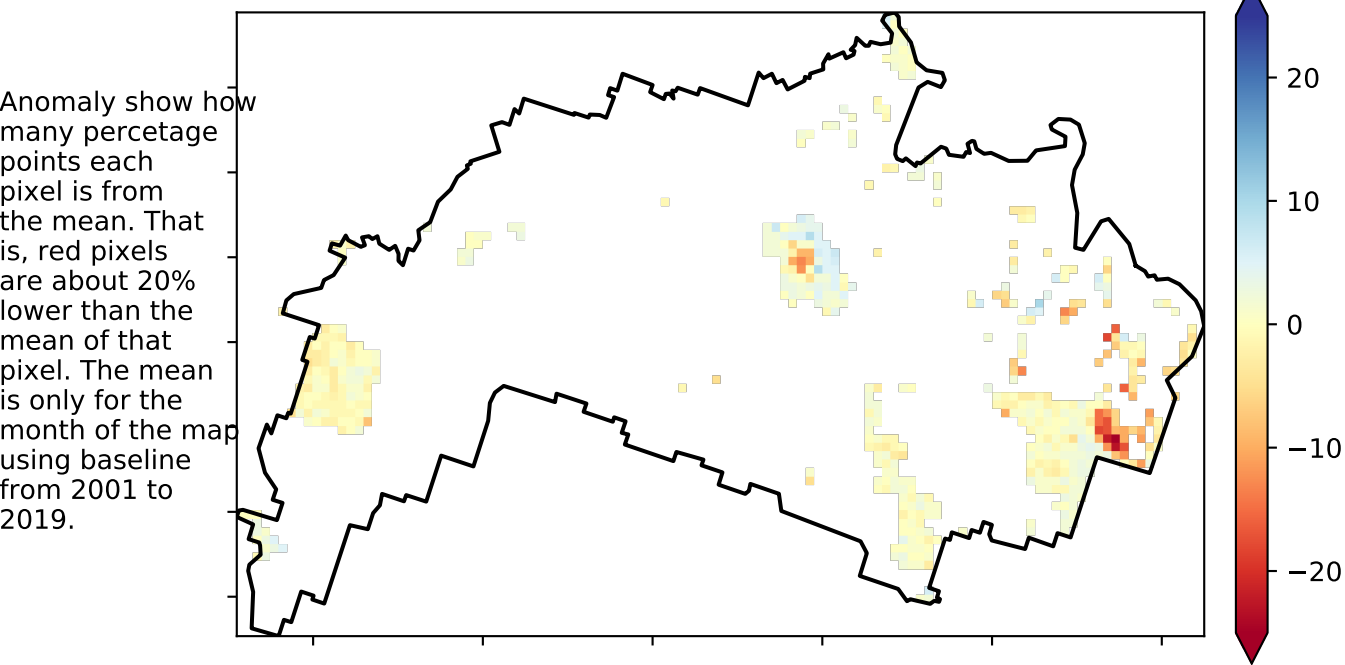 Anomaly show how
many percetage
points each
pixel is from
the mean. That
is, red pixels
are about 20%
lower than the
mean of that
pixel. The mean
is only for the
month of the map
using baseline
from 2001 to
2019.
20
10
0
−10
−20